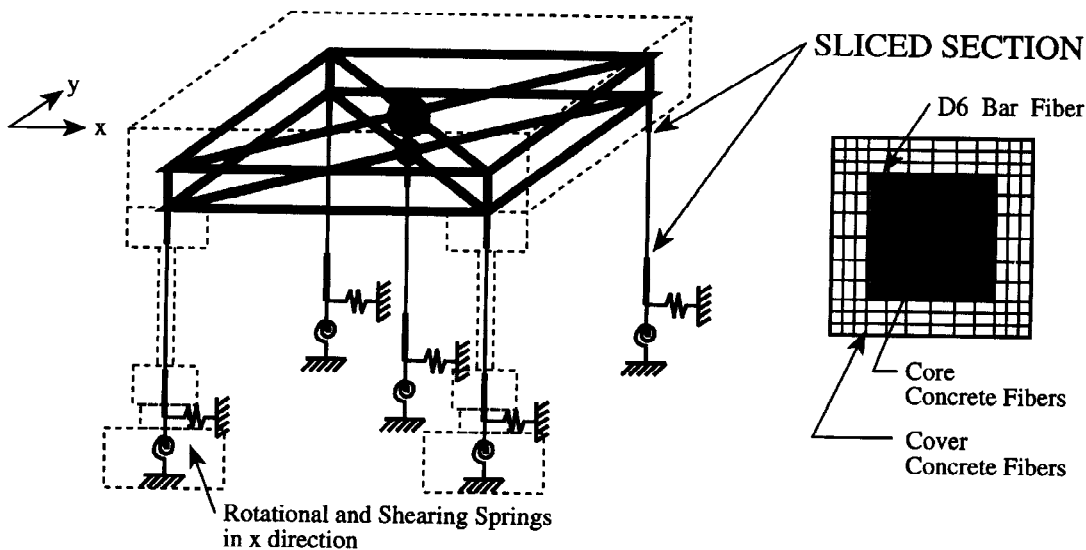 SLICED SECTION
y
x
D6 Bar Fiber
Core
Concrete Fibers
Cover
Concrete Fibers
Rotational and Shearing Springs
in x direction